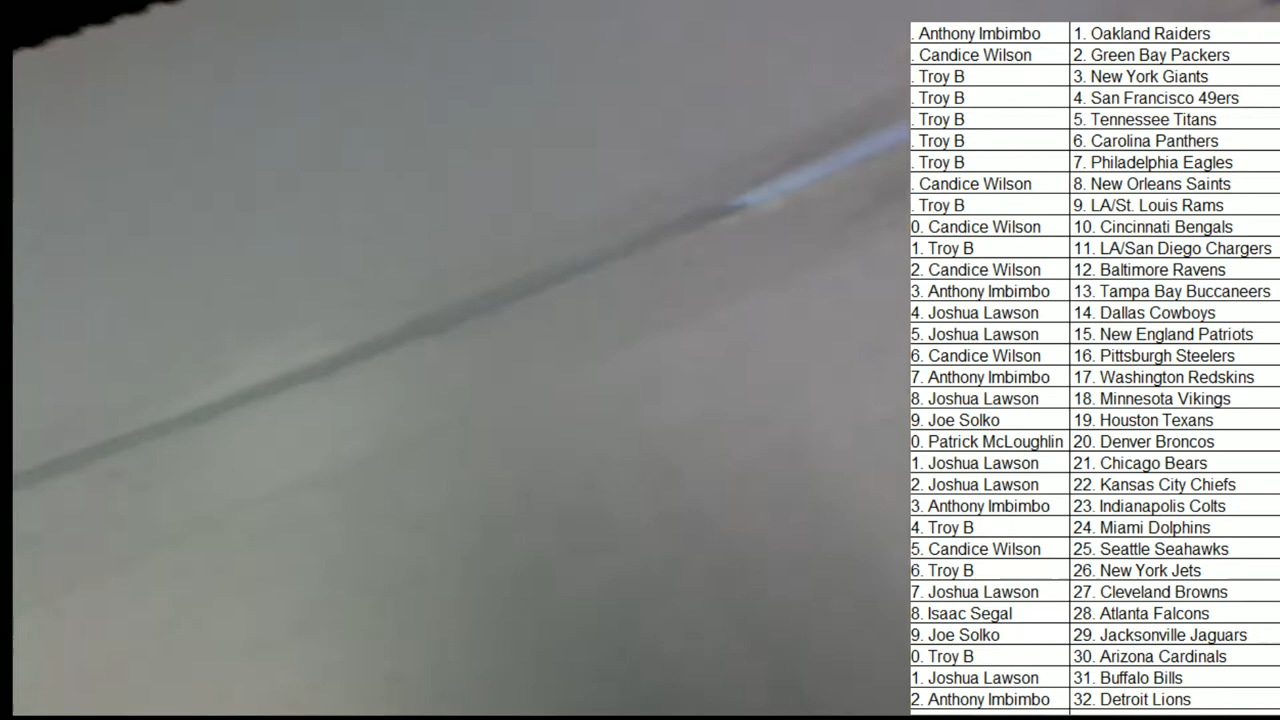 . Anthony Imbimbo 1. Oakland Raiders
. Candice Wilson 2. Green Bay Packers
. Troy B 3. New York Giants
. Troy B 4. San Francisco 49ers
. Troy B 5. Tennessee Titans
. Troy B 6. Carolina Panthers
. Troy B 7. Philadelphia Eagles
. Candice Wilson 8. New Orleans Saints
. Troy B 9. LA/St. Louis Rams
0. Candice Wilson 10. Cincinnati Bengals
1. Troy B 11. LA/San Diego Chargers
2. Candice Wilson 12. Baltimore Ravens
3. Anthony Imbimbo 13. Tampa Bay Buccaneers
4. Joshua Lawson 14. Dallas Cowboys
5. Joshua Lawson 15. New England Patriots
6. Candice Wilson 16. Pittsburgh Steelers
7. Anthony Imbimbo 17. Washington Redskins
8. Joshua Lawson 18. Minnesota Vikings
9. Joe Solko 19. Houston Texans
0. Patrick McLoughlin 20. Denver Broncos
1. Joshua Lawson 21. Chicago Bears
2. Joshua Lawson 22. Kansas City Chiefs
3. Anthony Imbimbo 23. Indianapolis Colts
4. Troy B 24. Miami Dolphins
5. Candice Wilson 25. Seattle Seahawks
6. Troy B 26. New York Jets
7. Joshua Lawson 27. Cleveland Browns
8. Isaac Segal 28. Atlanta Falcons
9. Joe Solko 29. Jacksonville Jaguars
0. Troy B 30. Arizona Cardinals
1. Joshua Lawson 31. Buffalo Bills
2. Anthony Imbimbo 32. Detroit Lions